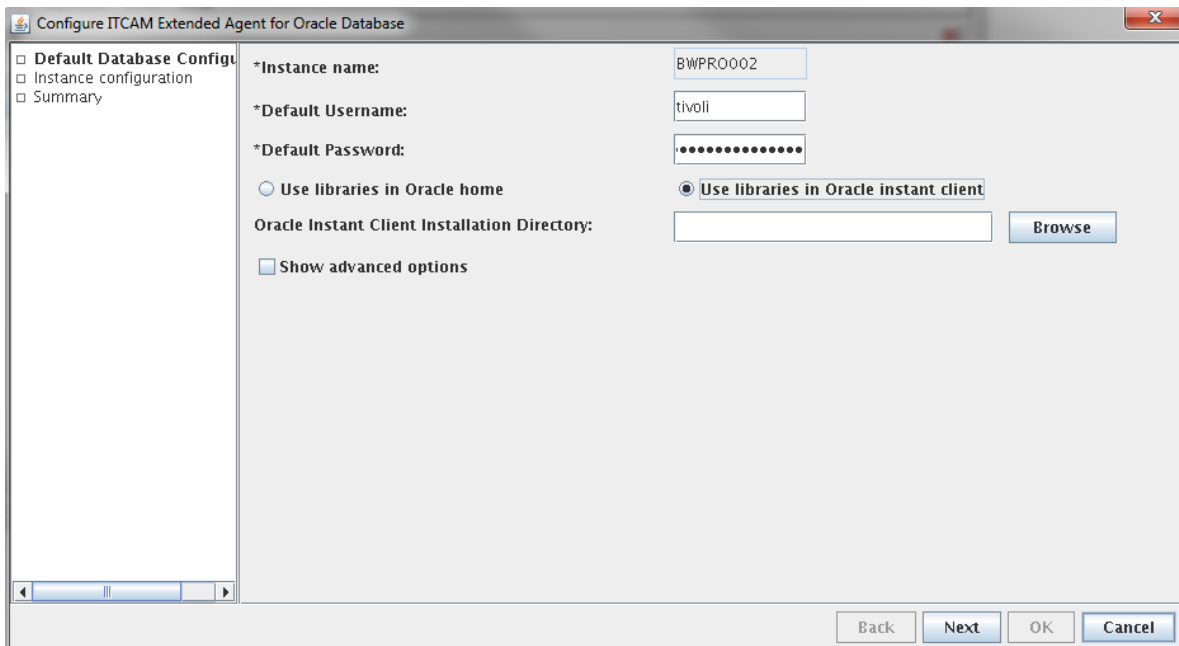 Configure ITCAM Extended Agent for Oracle Database
Default Database Configu
Instance configuration
Summary
*Instance name:
BWPRO002
*Default Username:
tivoli
*Default Password:
Use libraries in Oracle home
Use libraries in Oracle instant client
Oracle Instant Client Installation Directory:
Browse
Show advanced options
Back
Next
OK
Cancel